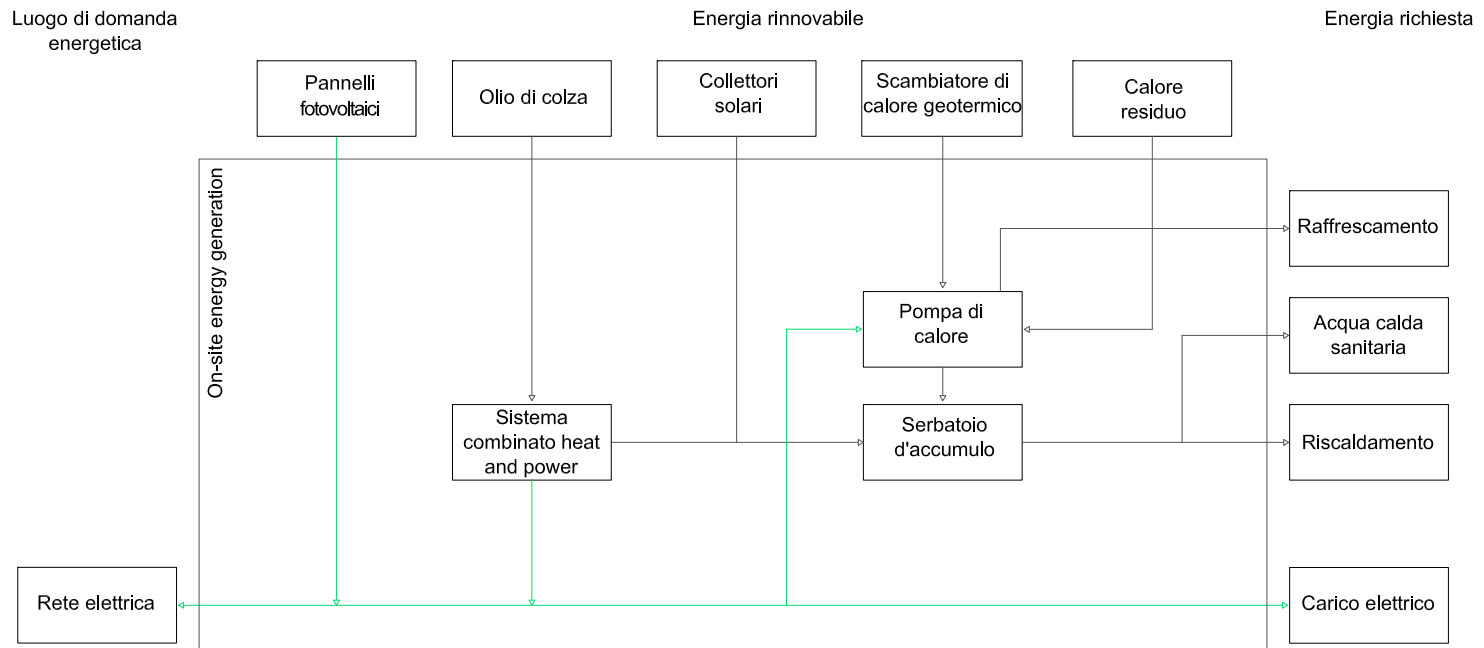 Luogo di domanda
energetica
Energia rinnovabile
Energia richiesta
Pannelli
fotovoltaici
Olio di colza
Collettori
solari
Scambiatore di
calore geotermico
Calore
residuo
On-site energy generation
Raffrescamento
Pompa di
calore
Acqua calda
sanitaria
Sistema
combinato heat
and power
Serbatoio
d'accumulo
Riscaldamento
Rete elettrica
Carico elettrico